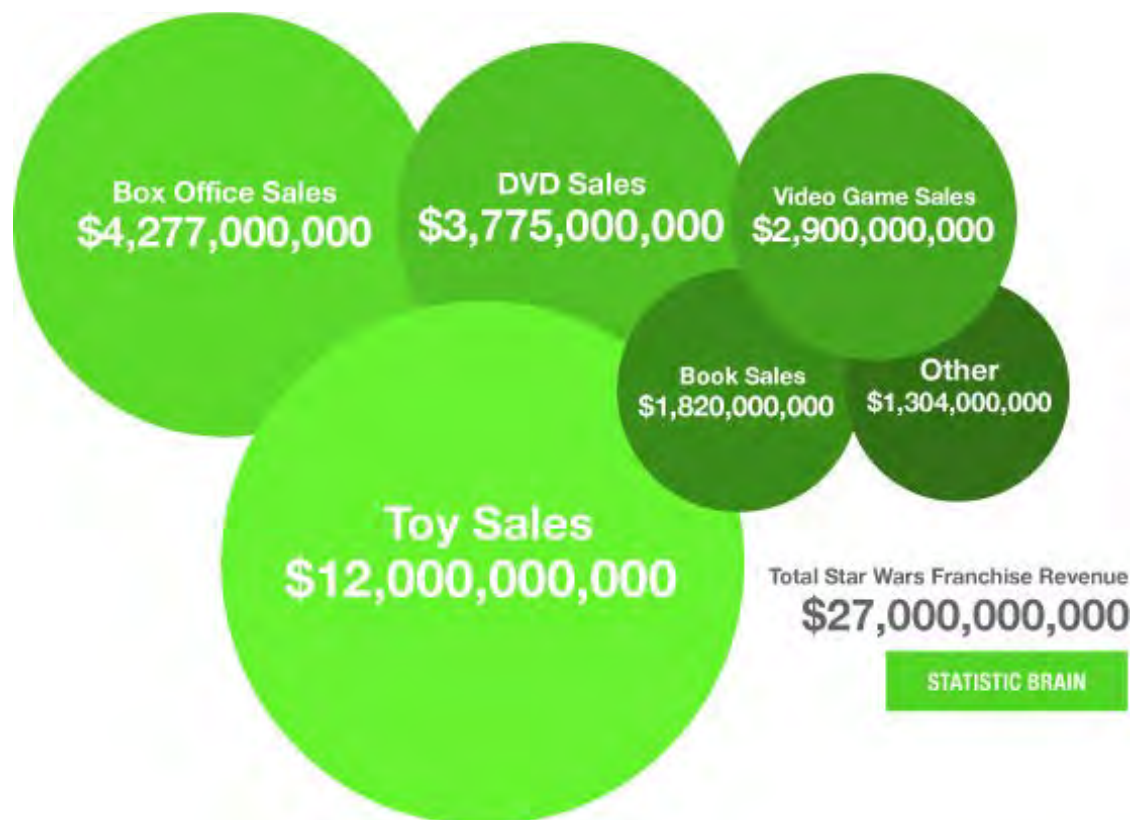 Box Office Sales
$4,277,000,000
DVD Sales
$3,775,000,000
Video Game Sales
$2,900,000,000
Book Sales
$1,820,000,000
Other
$1,304,000,000
Toy Sales
$12,000,000,000
Total Star Wars Franchise Revenue
$27,000,000,000
STATISTIC BRAIN